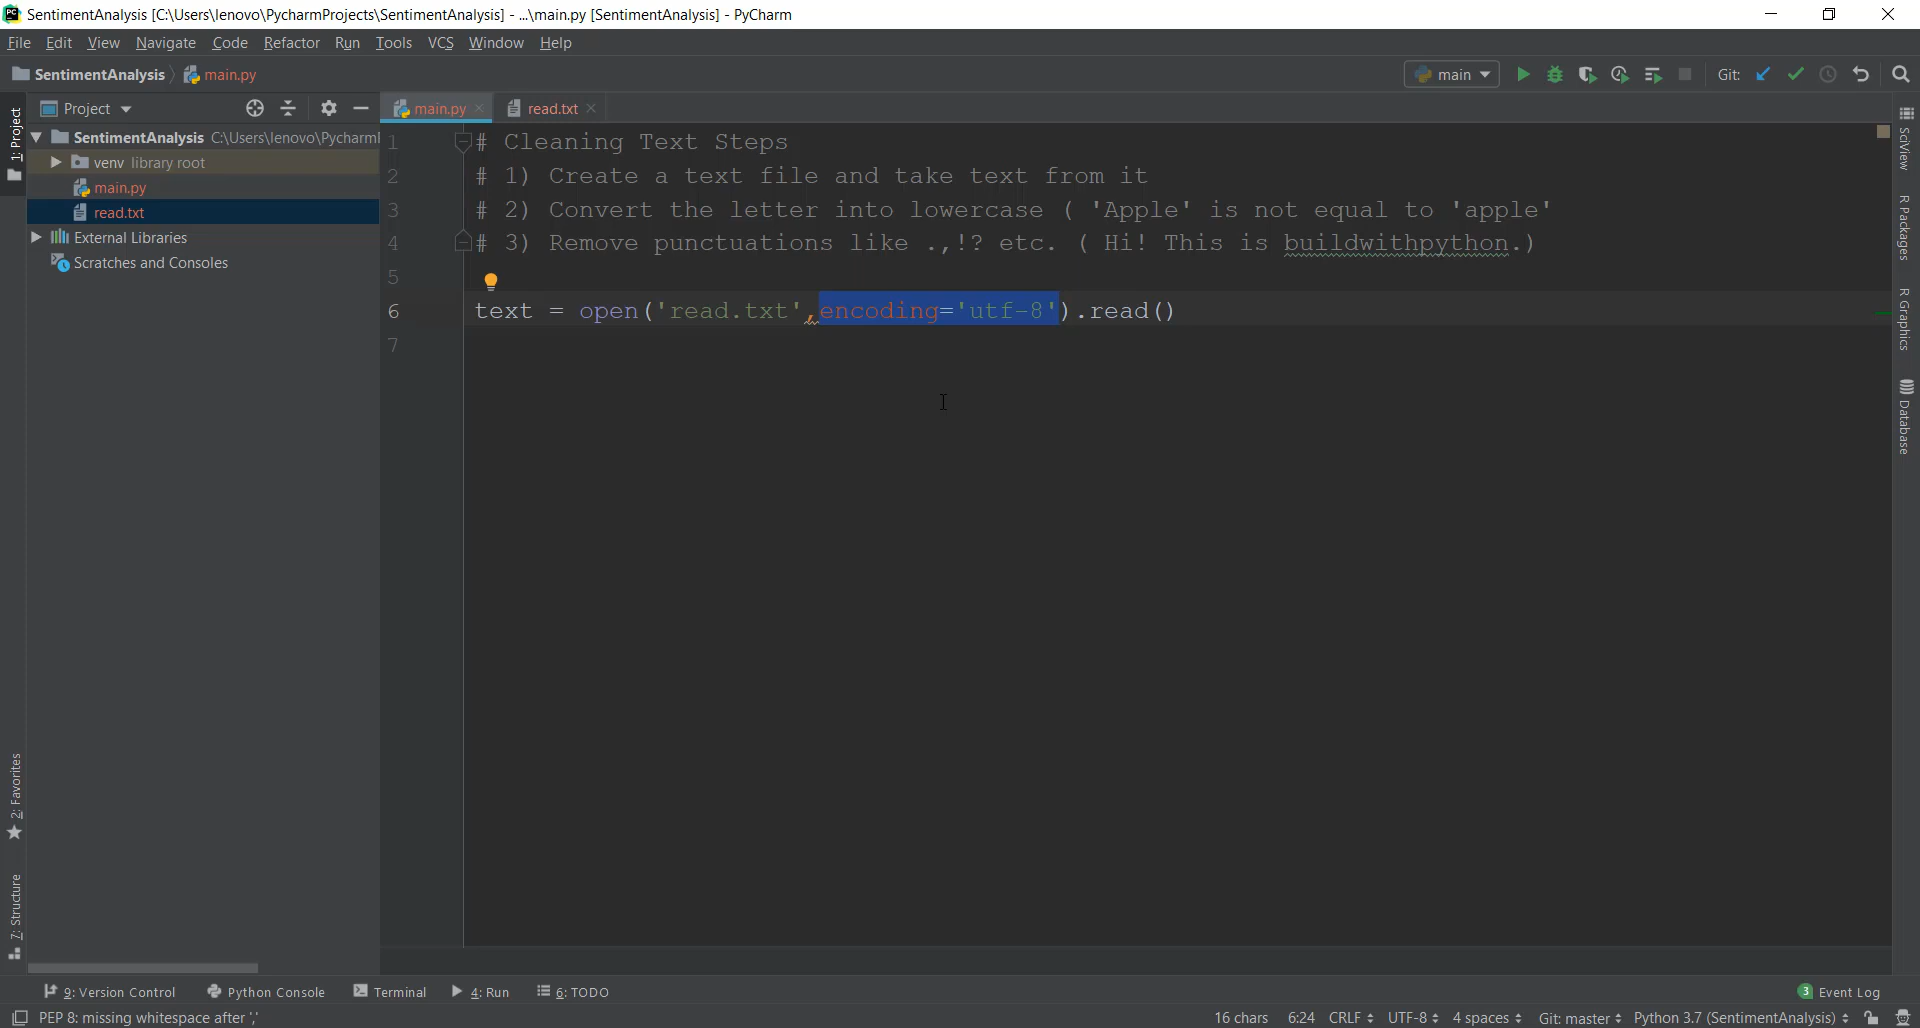 SentimentAnalysis [C:\Users\lenovo\PycharmProjects\SentimentAnalysis] - ...\main.py [SentimentAnalysis] - PyCharm
File Edit View Navigate Code Refactor Run Tools VCS Window Help
SentimentAnalysis main.py main Git:
1: Project
Project
main.py
read.txt
SentimentAnalysis C:\Users\lenovo\Pycharm
venv library root
main.py
read.txt
External Libraries
Scratches and Consoles
1 # Cleaning Text Steps
2 # 1) Create a text file and take text from it
3 # 2) Convert the letter into lowercase ( 'Apple' is not equal to 'apple'
4 # 3) Remove punctuations like .,!? etc. ( Hi! This is buildwithpython.)
5
6 text = open('read.txt',encoding='utf-8').read()
7
SciView
R Packages
R Graphics
Database
2: Favorites
7: Structure
9: Version Control Python Console Terminal 4: Run 6: TODO 3 Event Log
PEP 8: missing whitespace after ',' 16 chars 6:24 CRLF UTF-8 4 spaces Git: master Python 3.7 (SentimentAnalysis)